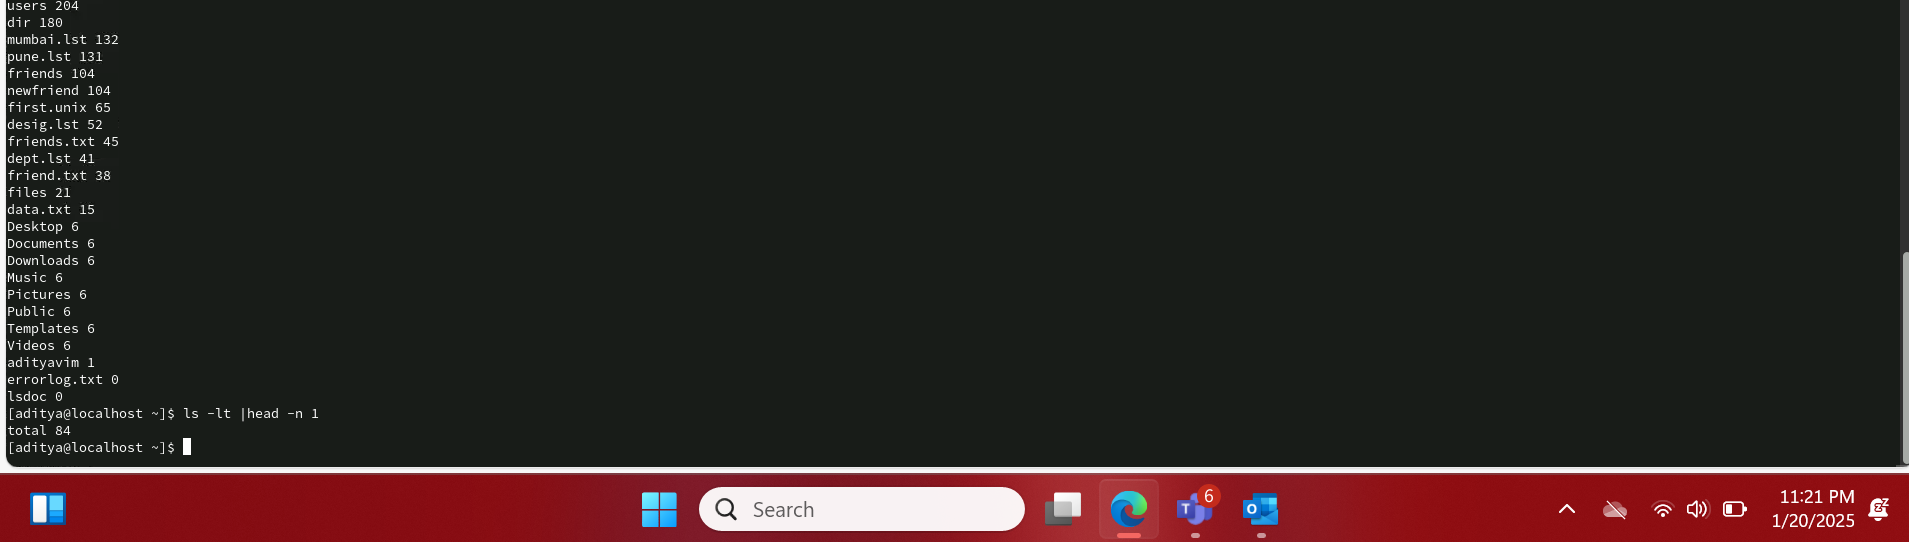 users 204
dir 180
mumbai.lst 132
pune.lst 131
friends 104
newfriend 104
first.unix 65
desig.lst 52
friends.txt 45
dept.lst 41
friend.txt 38
files 21
data.txt 15
Desktop 6
Documents 6
Downloads 6
Music 6
Pictures 6
Public 6
Templates 6
Videos 6
adityavim 1
errorlog.txt 0
lsdoc 0
[aditya@localhost ~]$ ls -lt |head -n 1
total 84
[aditya@localhost ~]$
Search
T
6
O
11:21 PM
1/20/2025